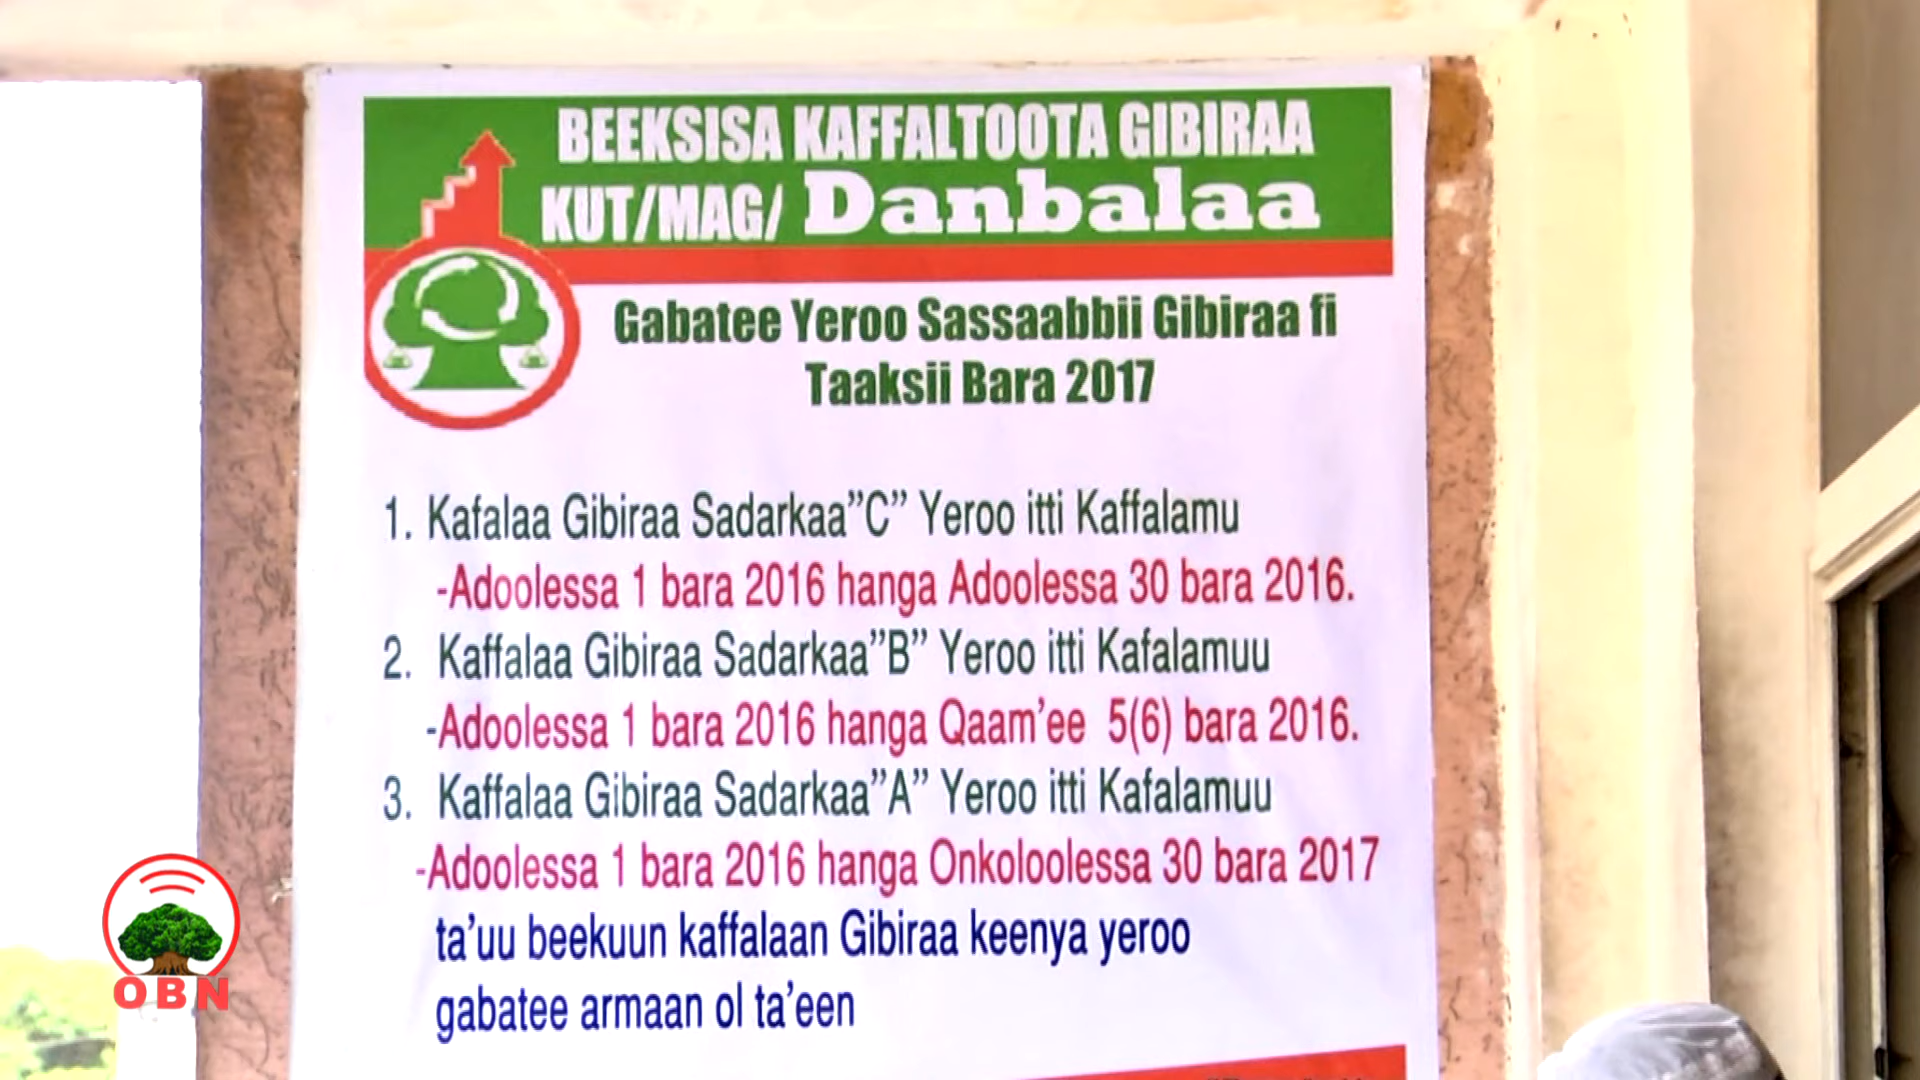 BEEKSISA KAFFALTOOTA GIBIRAA
KUT/MAG/ Danbalaa
Gabatee Yeroo Sassaabbii Gibiraa fi
Taaksii Bara 2017
1. Kafalaa Gibiraa Sadarkaa”C” Yeroo itti Kaffalamu
-Adoolessa 1 bara 2016 hanga Adoolessa 30 bara 2016.
2. Kaffalaa Gibiraa Sadarkaa”B” Yeroo itti Kafalamuu
-Adoolessa 1 bara 2016 hanga Qaam’ee 5(6) bara 2016.
3. Kaffalaa Gibiraa Sadarkaa”A” Yeroo itti Kafalamuu
-Adoolessa 1 bara 2016 hanga Onkoloolessa 30 bara 2017
ta’uu beekuun kaffalaan Gibiraa keenya yeroo
gabatee armaan ol ta’een
OBN